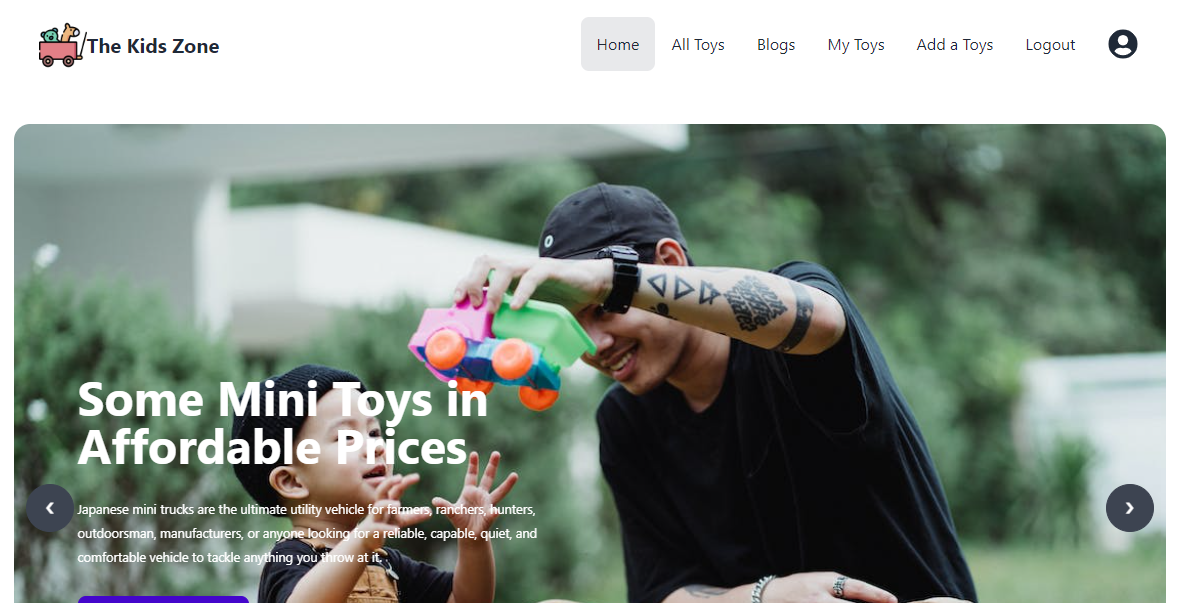 The Kids Zone
Home
All Toys
Blogs
My Toys
Add a Toys
Logout
Some Mini Toys in
Affordable Prices
Japanese mini trucks are the ultimate utility vehicle for farmers, ranchers, hunters,
outdoorsman, manufacturers, or anyone looking for a reliable, capable, quiet, and
comfortable vehicle to tackle anything you throw at it.